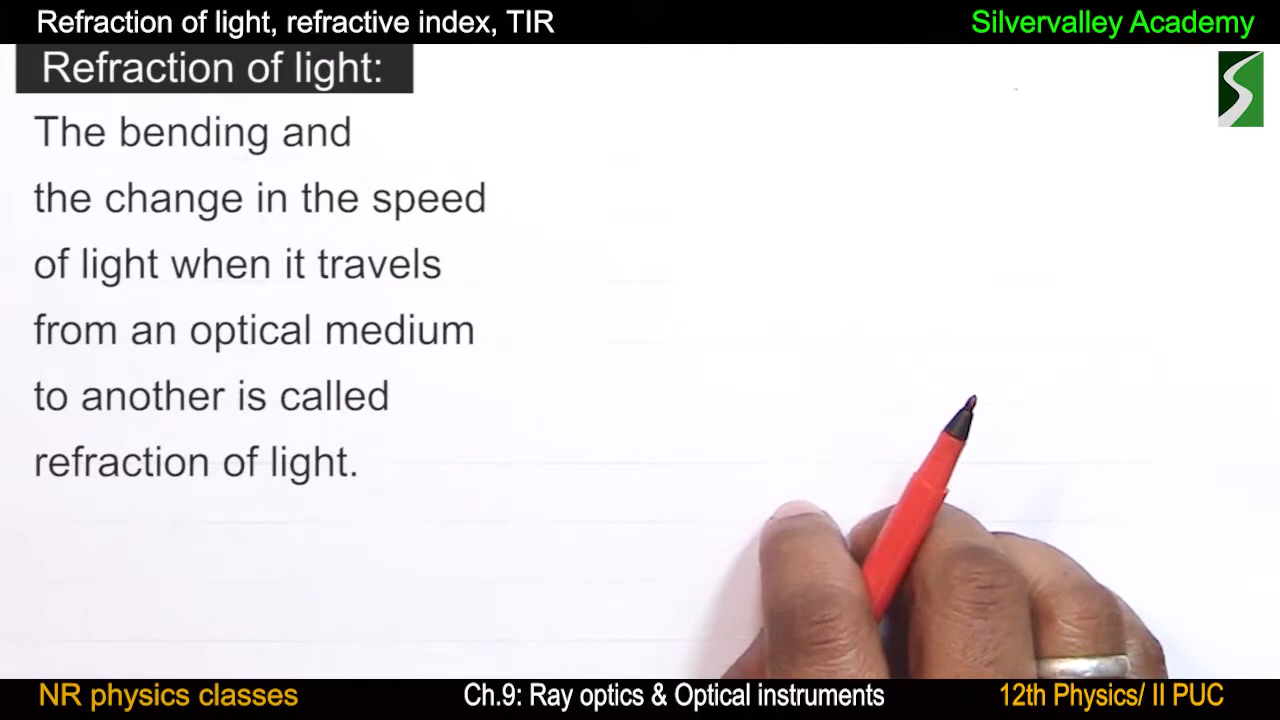 Refraction of light, refractive index, TIR
Silvervalley Academy
Refraction of light:
The bending and
the change in the speed
of light when it travels
from an optical medium
to another is called
refraction of light.
NR physics classes
Ch.9: Ray optics & Optical instruments
12th Physics/ II PUC